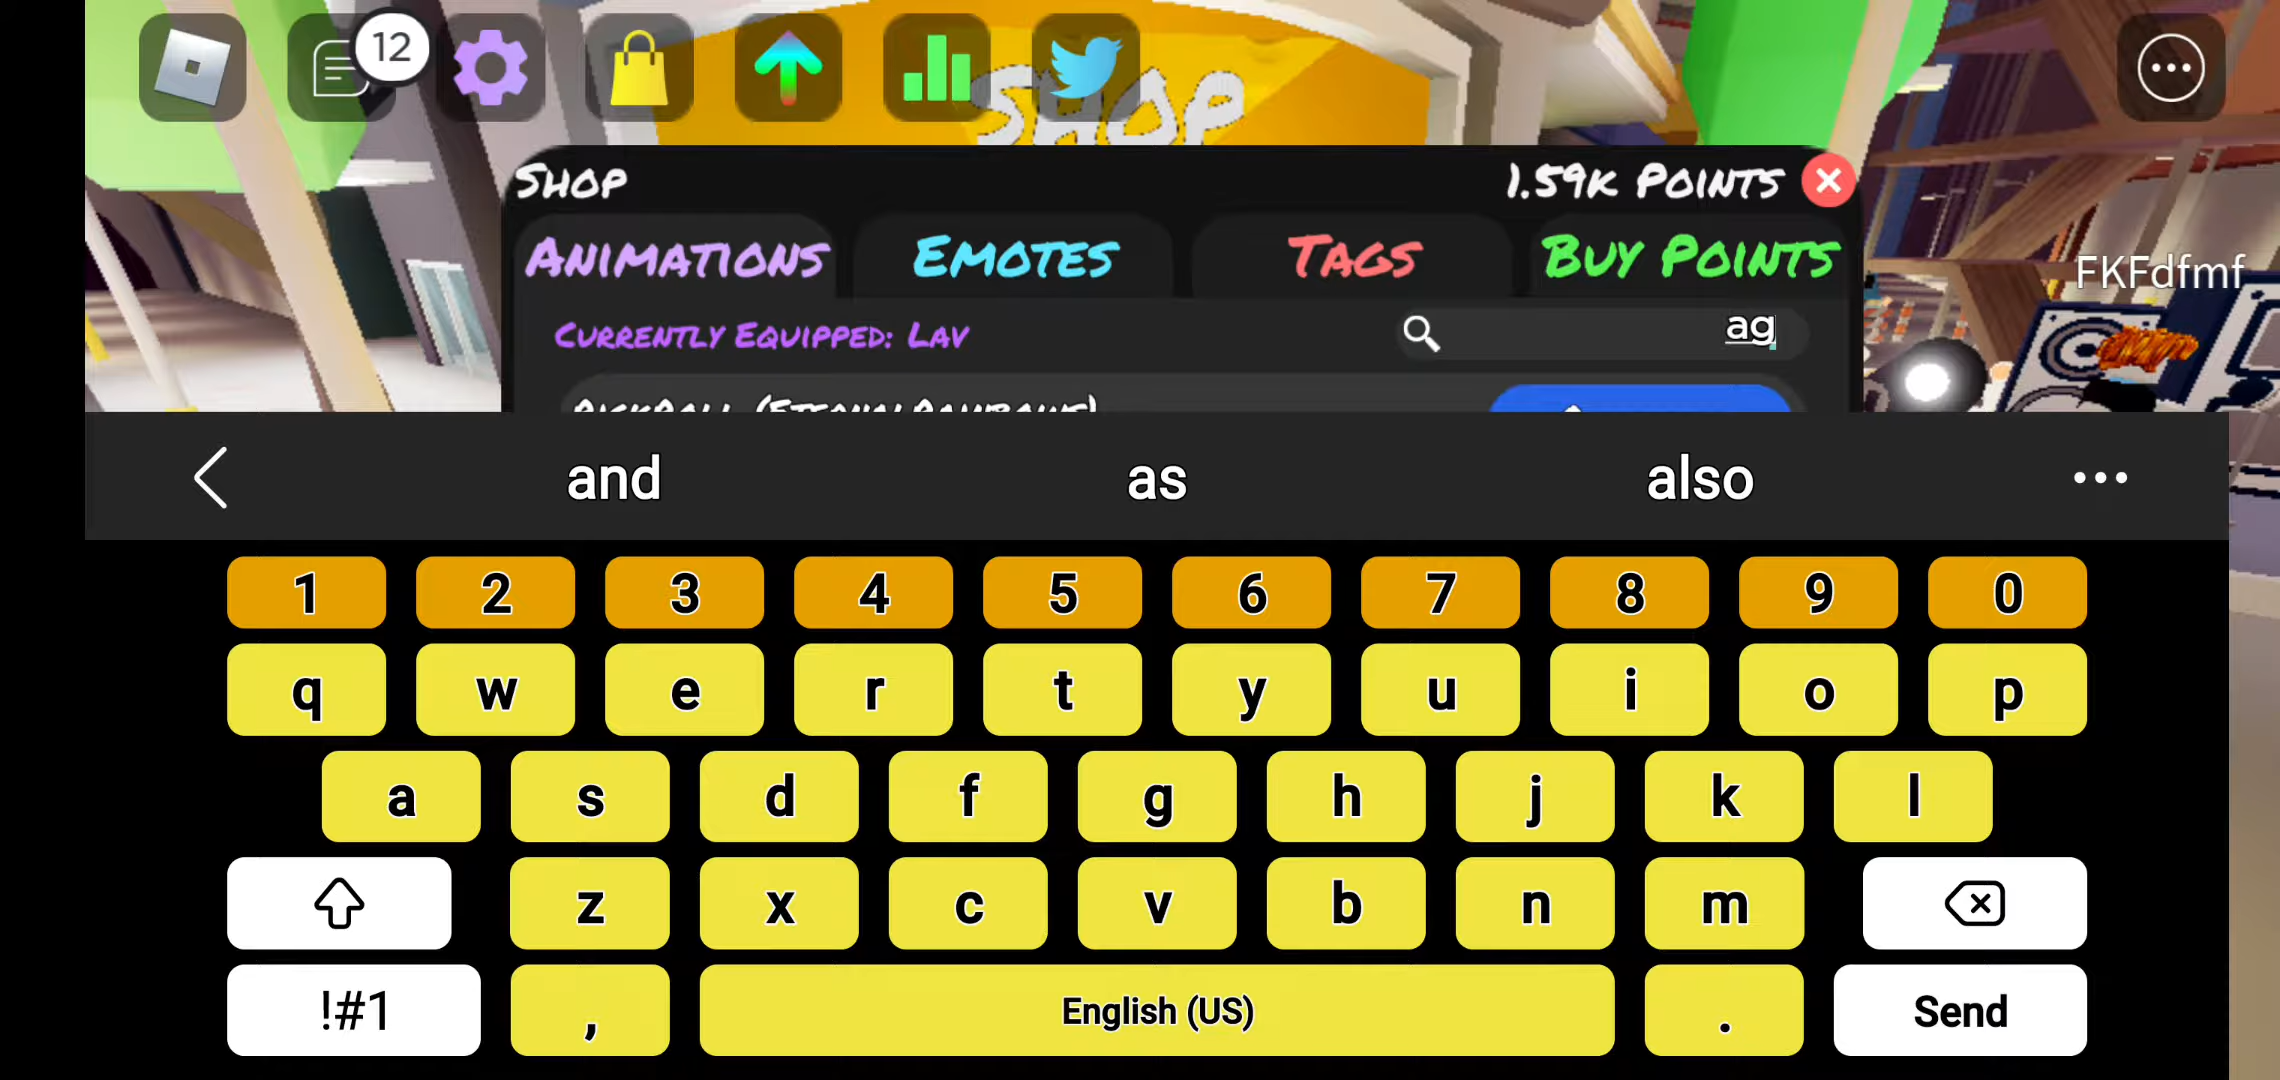 12
SHOP
SHOP
1.59K POINTS
ANIMATIONS
EMOTES
TAGS
BUY POINTS
FKFdfmf
CURRENTLY EQUIPPED: LAV
ag
and
as
also
1 2 3 4 5 6 7 8 9 0
q w e r t y u i o p
a s d f g h j k l
z x c v b n m
!#1 , English (US) . Send